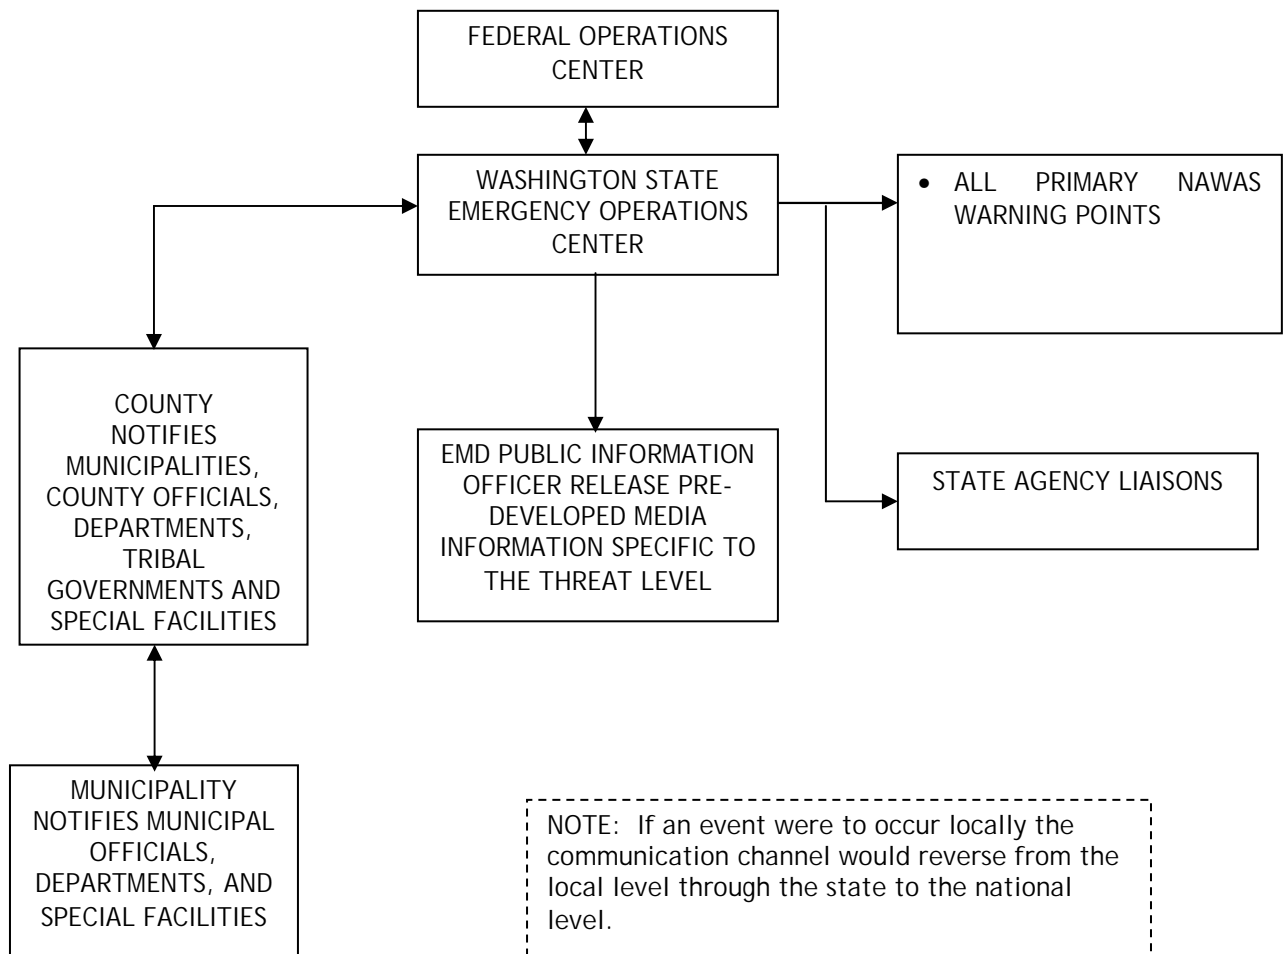 FEDERAL OPERATIONS
CENTER
WASHINGTON STATE
EMERGENCY OPERATIONS
CENTER
• ALL PRIMARY NAWAS
WARNING POINTS
COUNTY
NOTIFIES
MUNICIPALITIES,
COUNTY OFFICIALS,
DEPARTMENTS,
TRIBAL
GOVERNMENTS AND
SPECIAL FACILITIES
EMD PUBLIC INFORMATION
OFFICER RELEASE PRE-
DEVELOPED MEDIA
INFORMATION SPECIFIC TO
THE THREAT LEVEL
STATE AGENCY LIAISONS
MUNICIPALITY
NOTIFIES MUNICIPAL
OFFICIALS,
DEPARTMENTS, AND
SPECIAL FACILITIES
NOTE: If an event were to occur locally the
communication channel would reverse from the
local level through the state to the national
level.